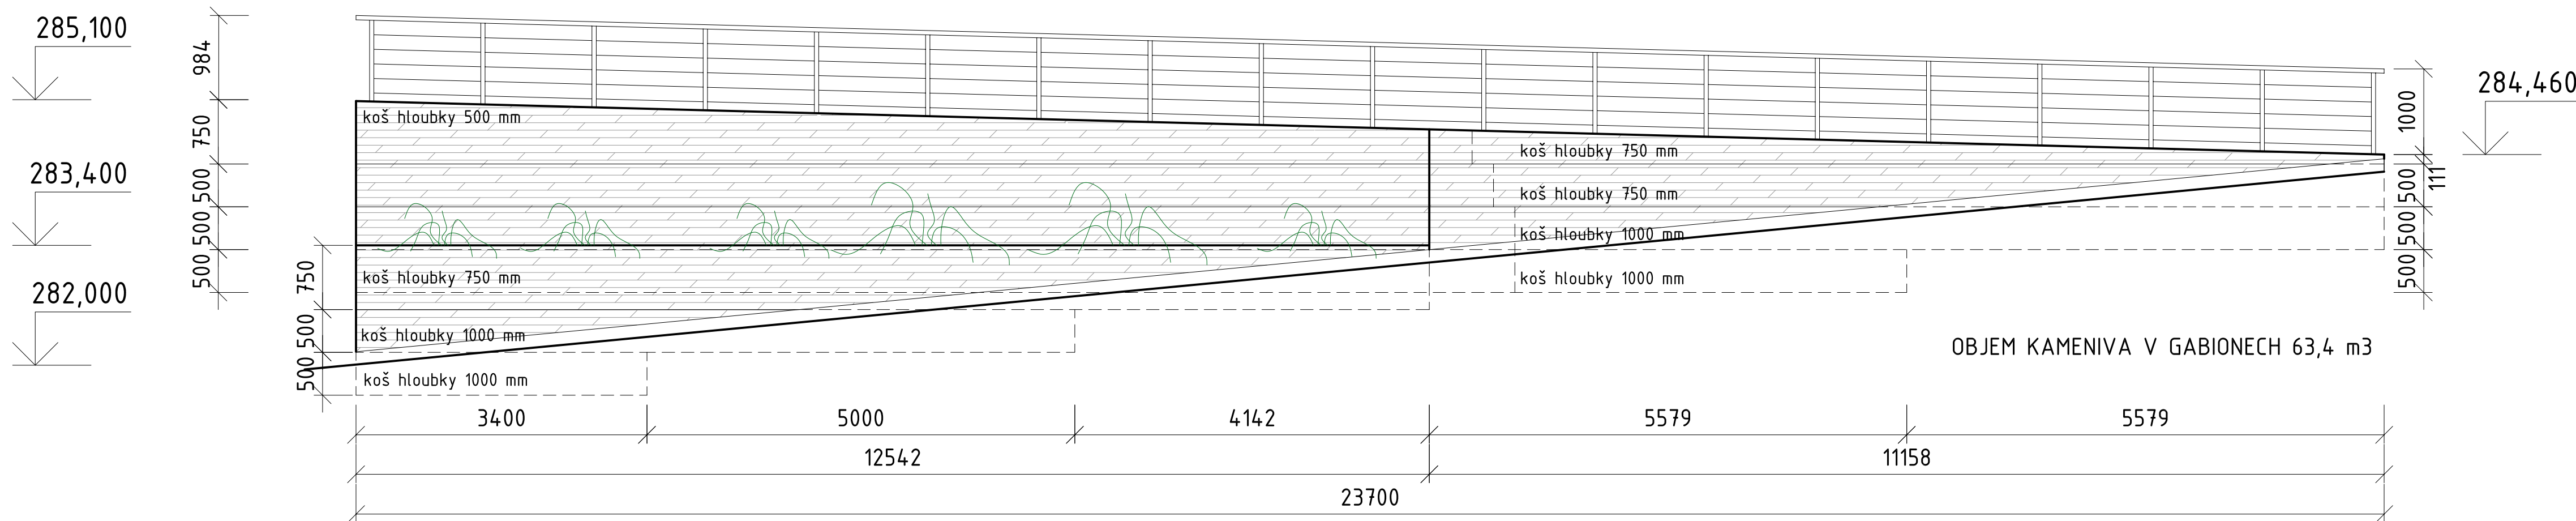 285,100
283,400
282,000
984
750
500
500
500
750
500
500
koš hloubky 500 mm
koš hloubky 750 mm
koš hloubky 1000 mm
koš hloubky 1000 mm
koš hloubky 750 mm
koš hloubky 750 mm
koš hloubky 1000 mm
koš hloubky 1000 mm
1000
111
500
500
500
284,460
OBJEM KAMENIVA V GABIONECH 63,4 m3
3400
5000
4142
5579
5579
12542
11158
23700